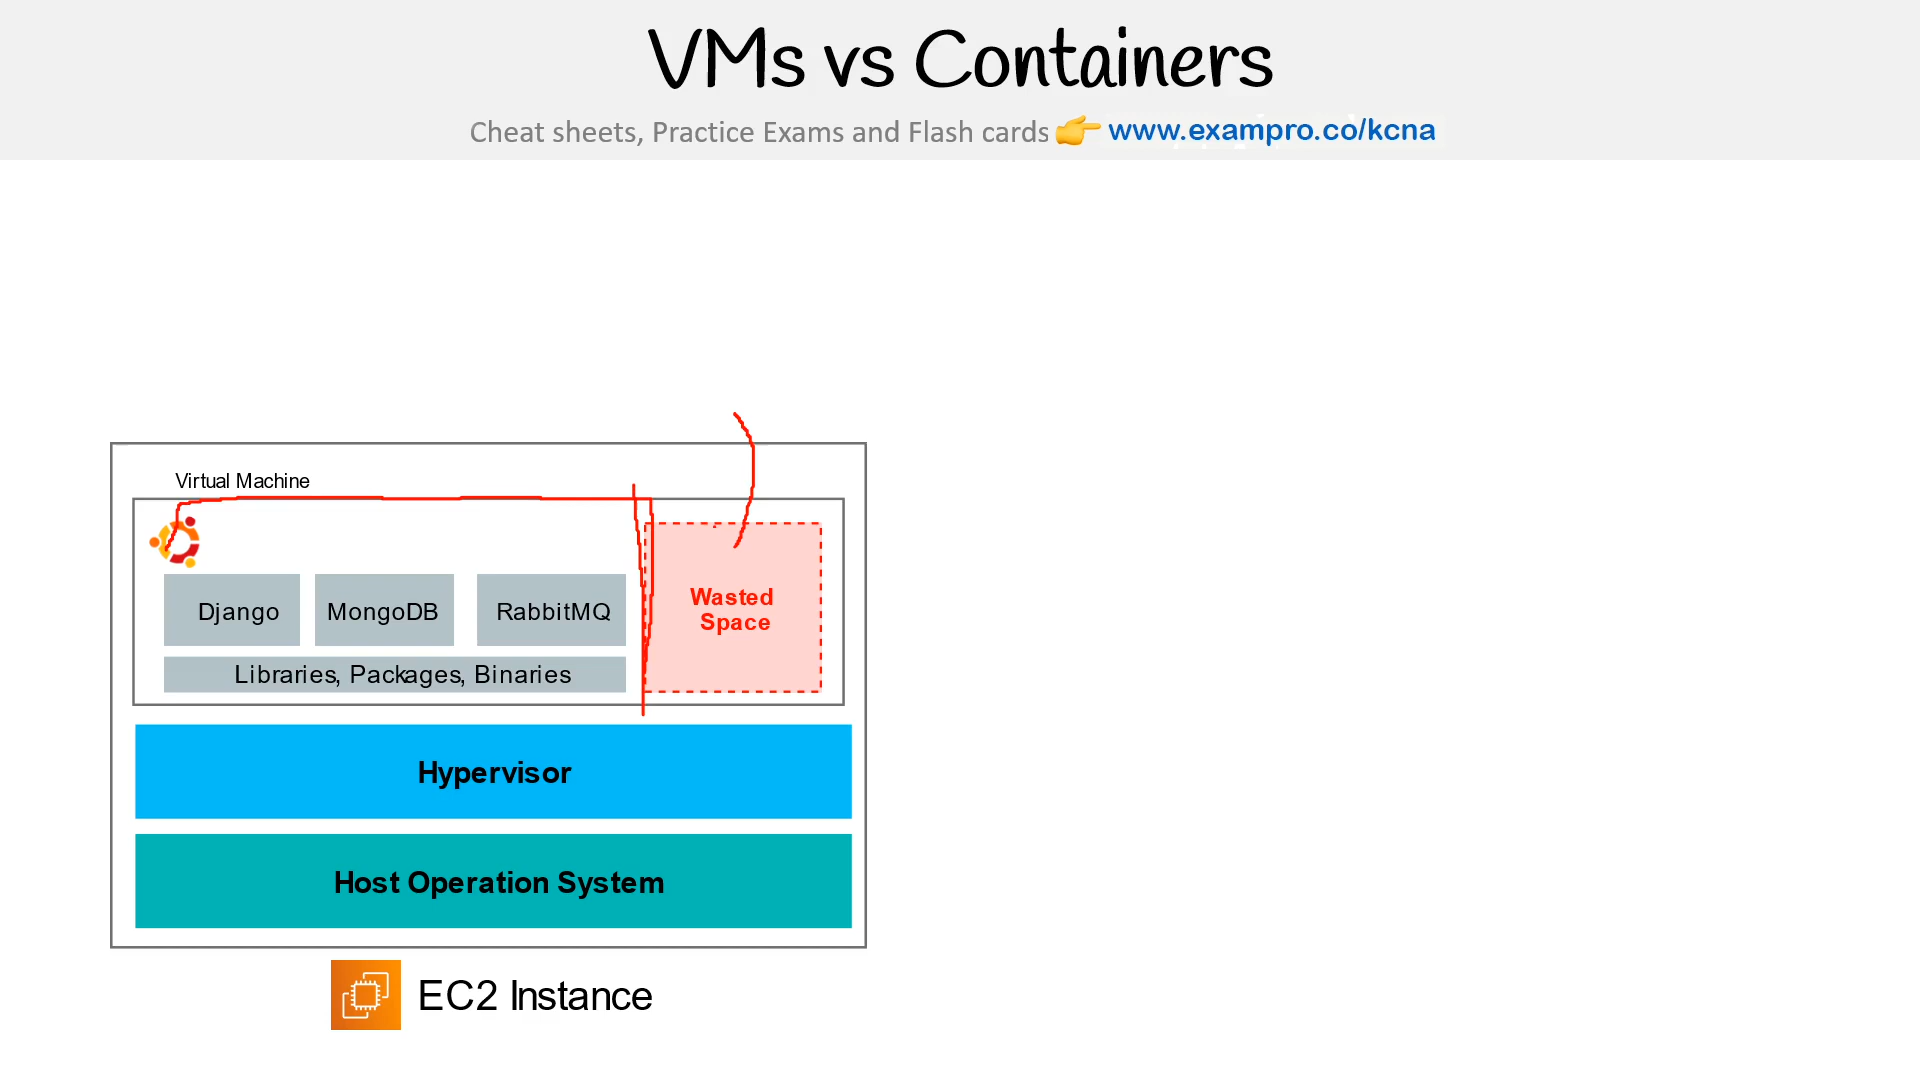 VMs vs Containers
Cheat sheets, Practice Exams and Flash cards 👉 www.exampro.co/kcna
Virtual Machine
Django
MongoDB
RabbitMQ
Libraries, Packages, Binaries
Wasted
Space
Hypervisor
Host Operation System
EC2 Instance